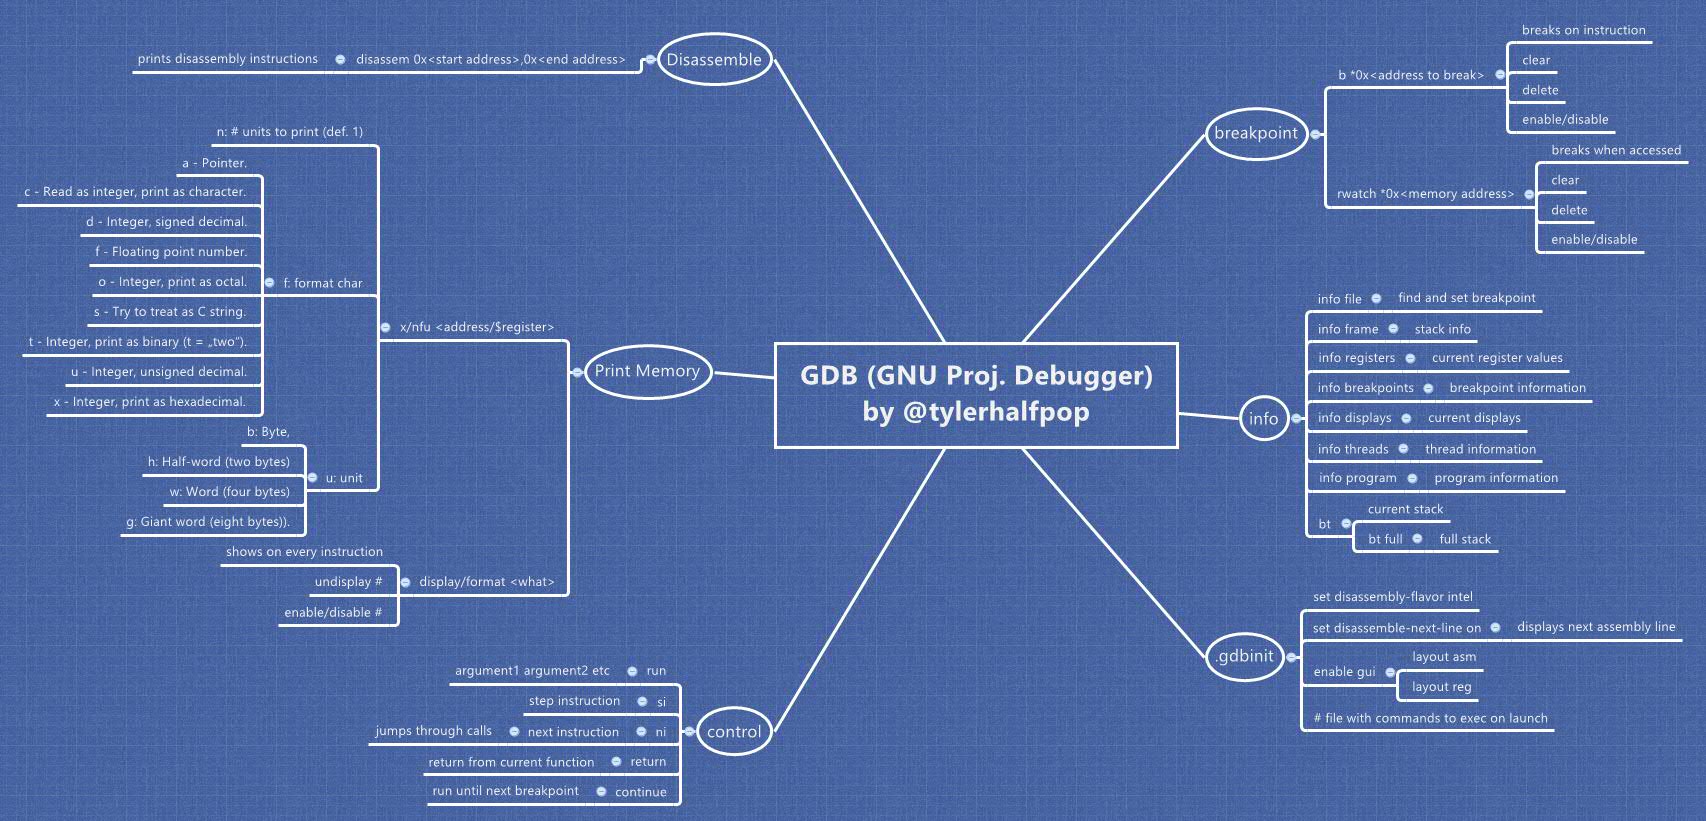 GDB (GNU Proj. Debugger)
by @tylerhalfpop
Disassemble
disassem 0x<start address>,0x<end address>
prints disassembly instructions
Print Memory
x/nfu <address/$register>
n: # units to print (def. 1)
f: format char
a - Pointer.
c - Read as integer, print as character.
d - Integer, signed decimal.
f - Floating point number.
o - Integer, print as octal.
s - Try to treat as C string.
t - Integer, print as binary (t = „two").
u - Integer, unsigned decimal.
x - Integer, print as hexadecimal.
u: unit
b: Byte,
h: Half-word (two bytes)
w: Word (four bytes)
g: Giant word (eight bytes)).
display/format <what>
shows on every instruction
undisplay #
enable/disable #
control
run
argument1 argument2 etc
si
step instruction
ni
next instruction
jumps through calls
return
return from current function
continue
run until next breakpoint
breakpoint
b *0x<address to break>
breaks on instruction
clear
delete
enable/disable
rwatch *0x<memory address>
breaks when accessed
clear
delete
enable/disable
info
info file
find and set breakpoint
info frame
stack info
info registers
current register values
info breakpoints
breakpoint information
info displays
current displays
info threads
thread information
info program
program information
bt
current stack
bt full
full stack
.gdbinit
set disassembly-flavor intel
set disassemble-next-line on
displays next assembly line
enable gui
layout asm
layout reg
# file with commands to exec on launch